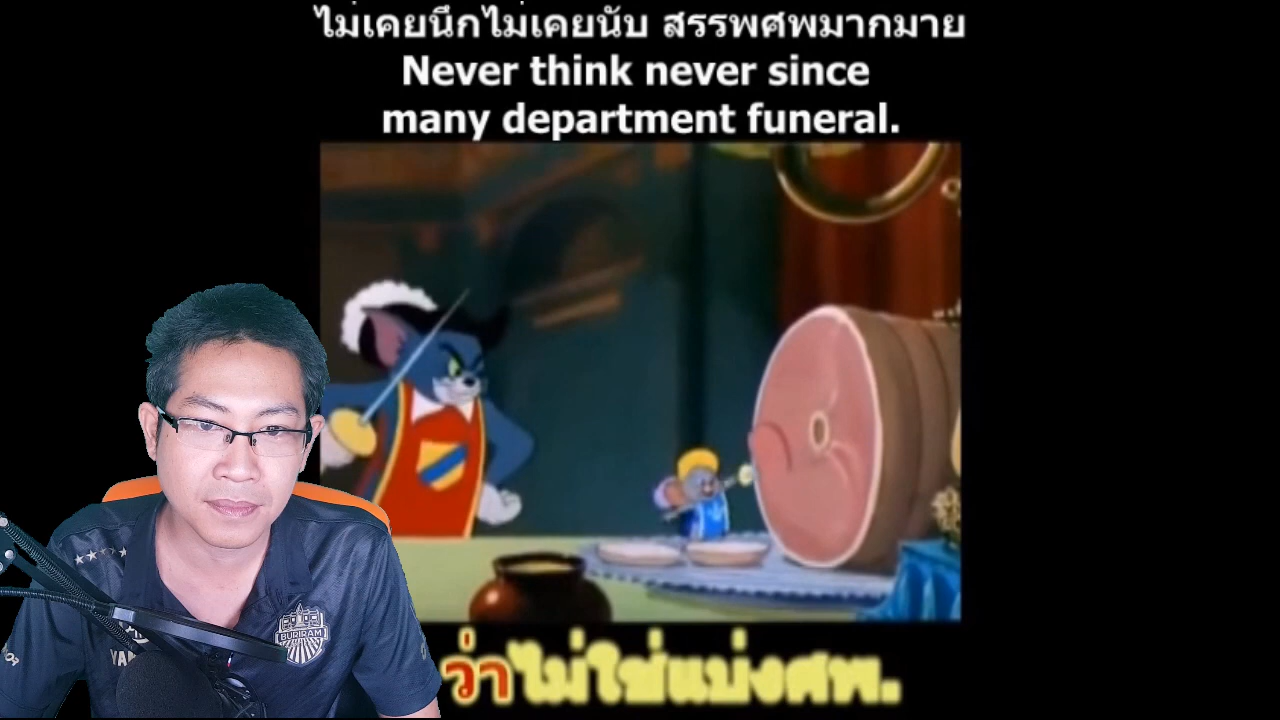 ไม่เคยนึกไม่เคยนับ สรรพศพมากมาย
Never think never since
many department funeral.
BURIRAM
YAM
ว่าไม่ใช่แบ่งศพ.